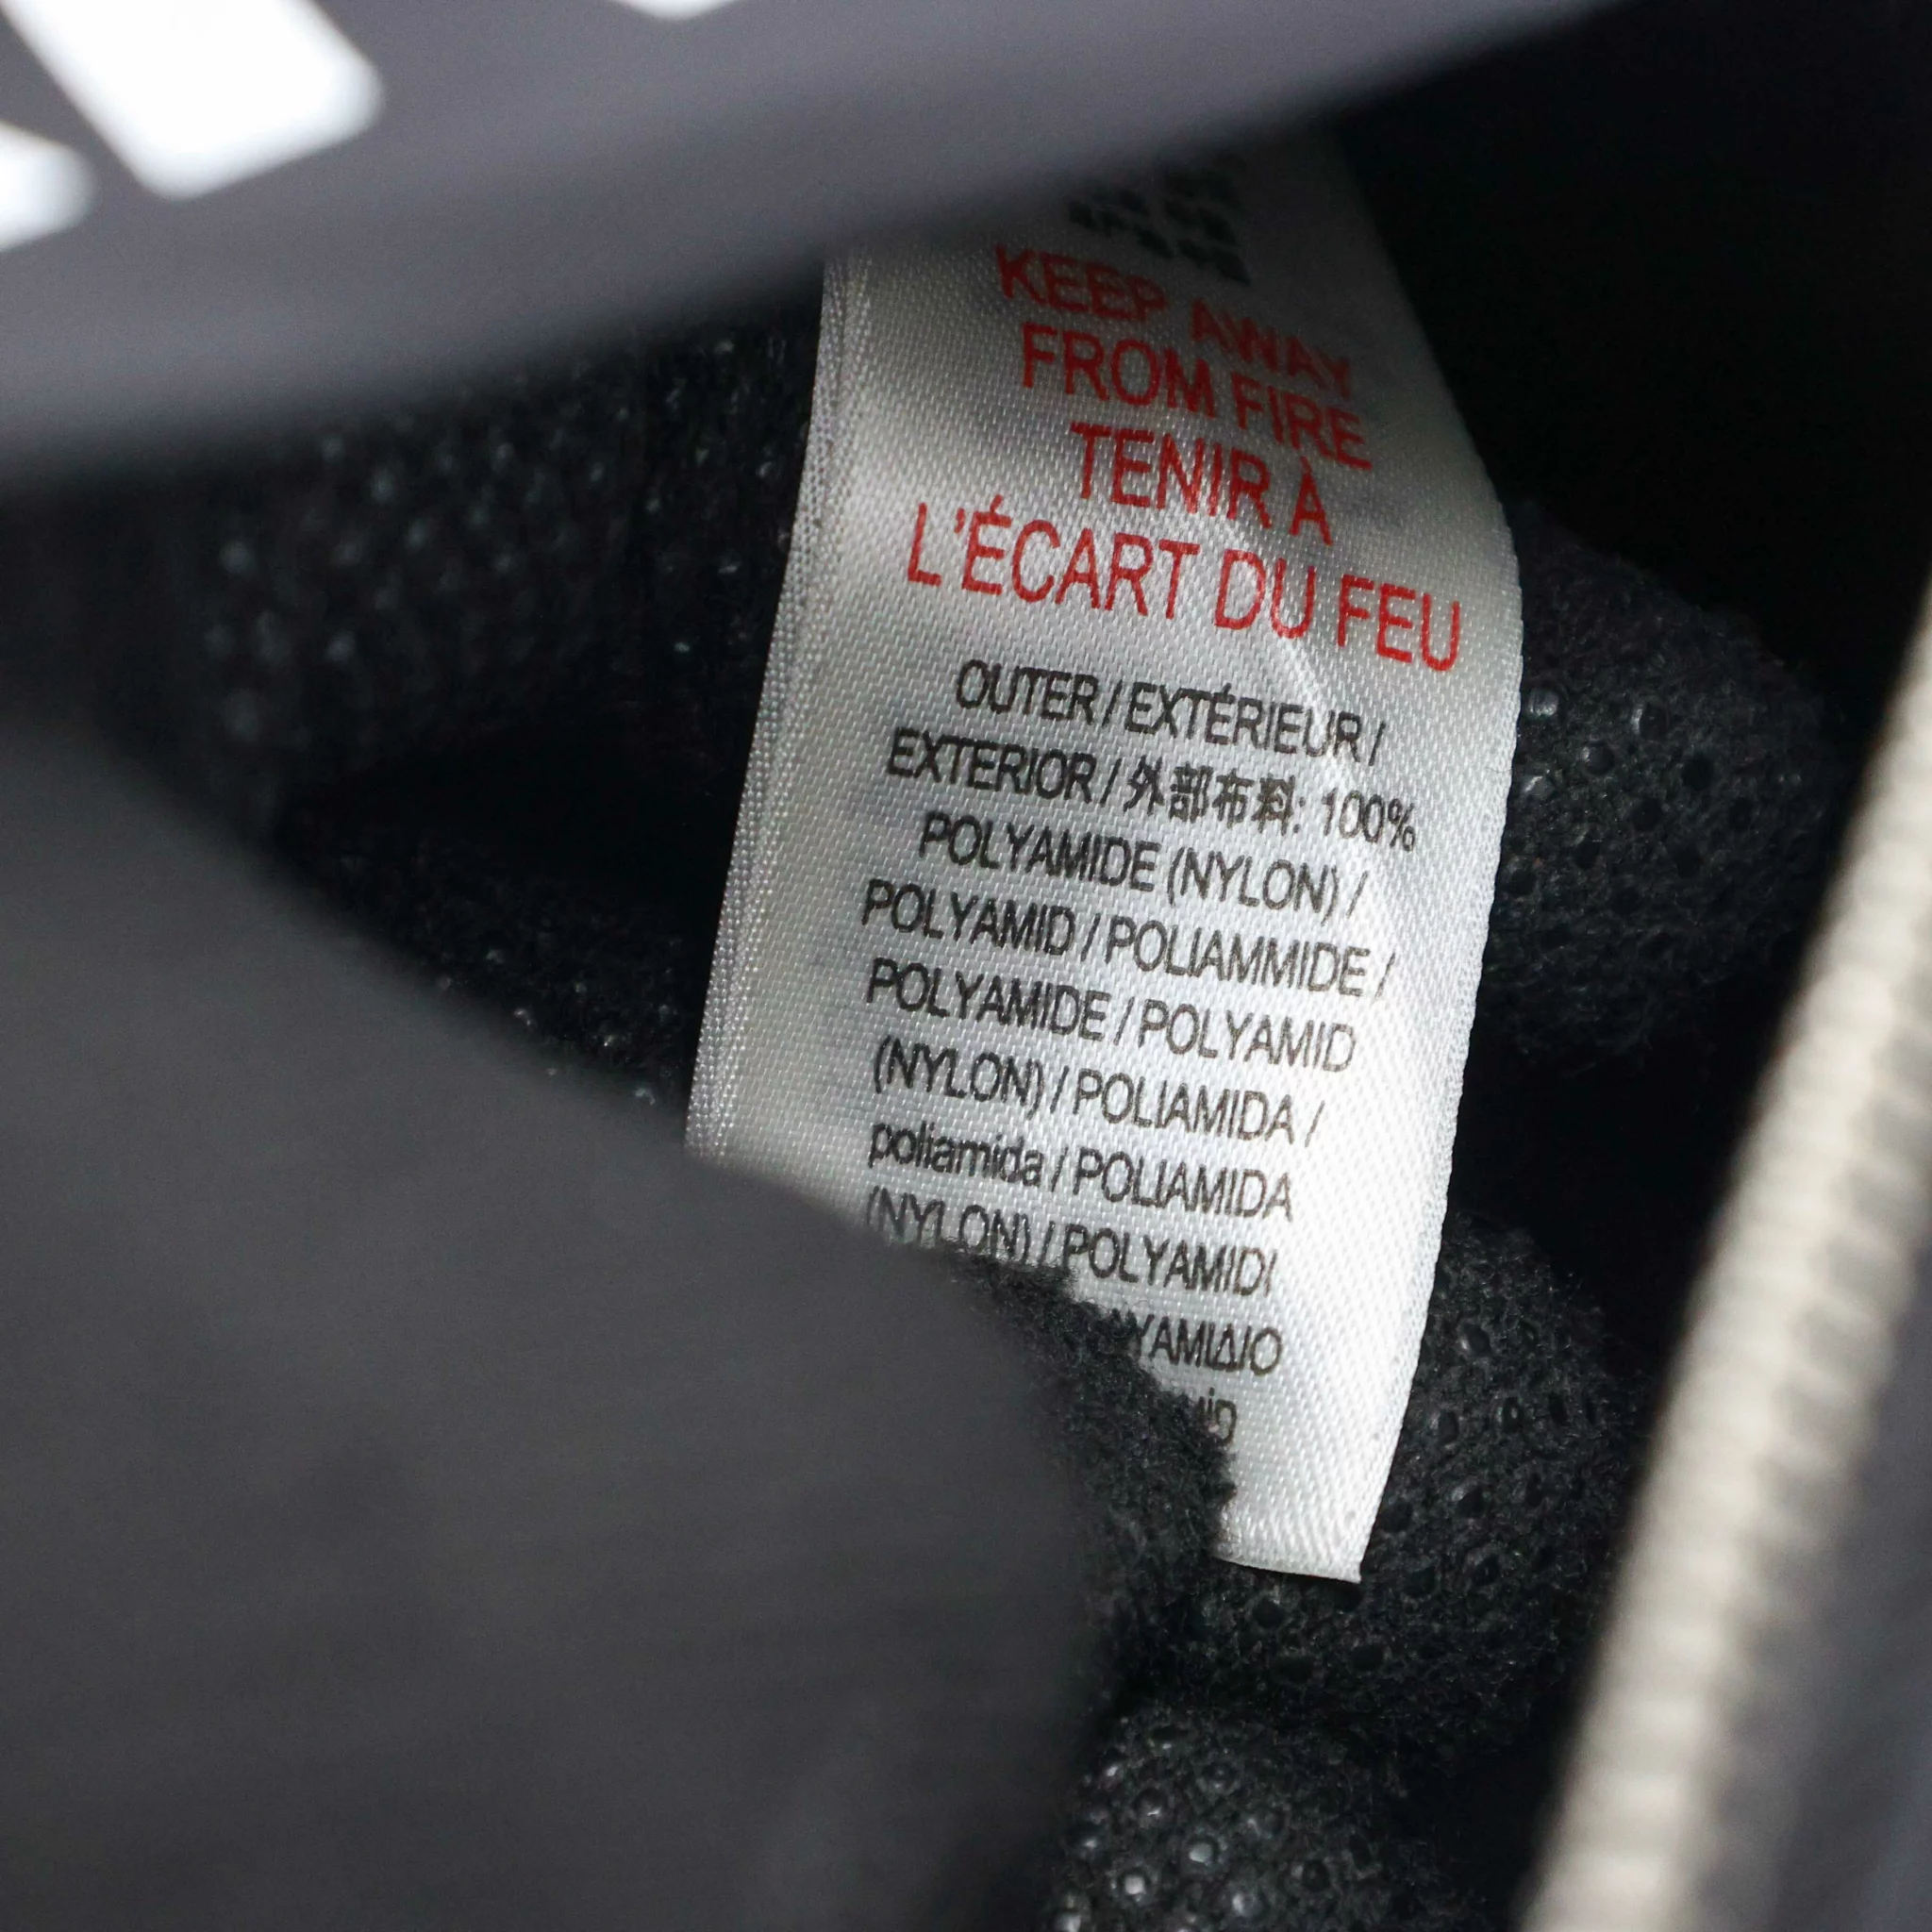 KEEP AWAY
FROM FIRE
TENIR À
L'ÉCART DU FEU
OUTER / EXTÉRIEUR /
EXTERIOR / 外部布料: 100%
POLYAMIDE (NYLON) /
POLYAMID / POLIAMMIDE /
POLYAMIDE / POLYAMID
(NYLON) / POLIAMIDA /
poliamida / POLIAMIDA
(NYLON) / POLYAMIDI